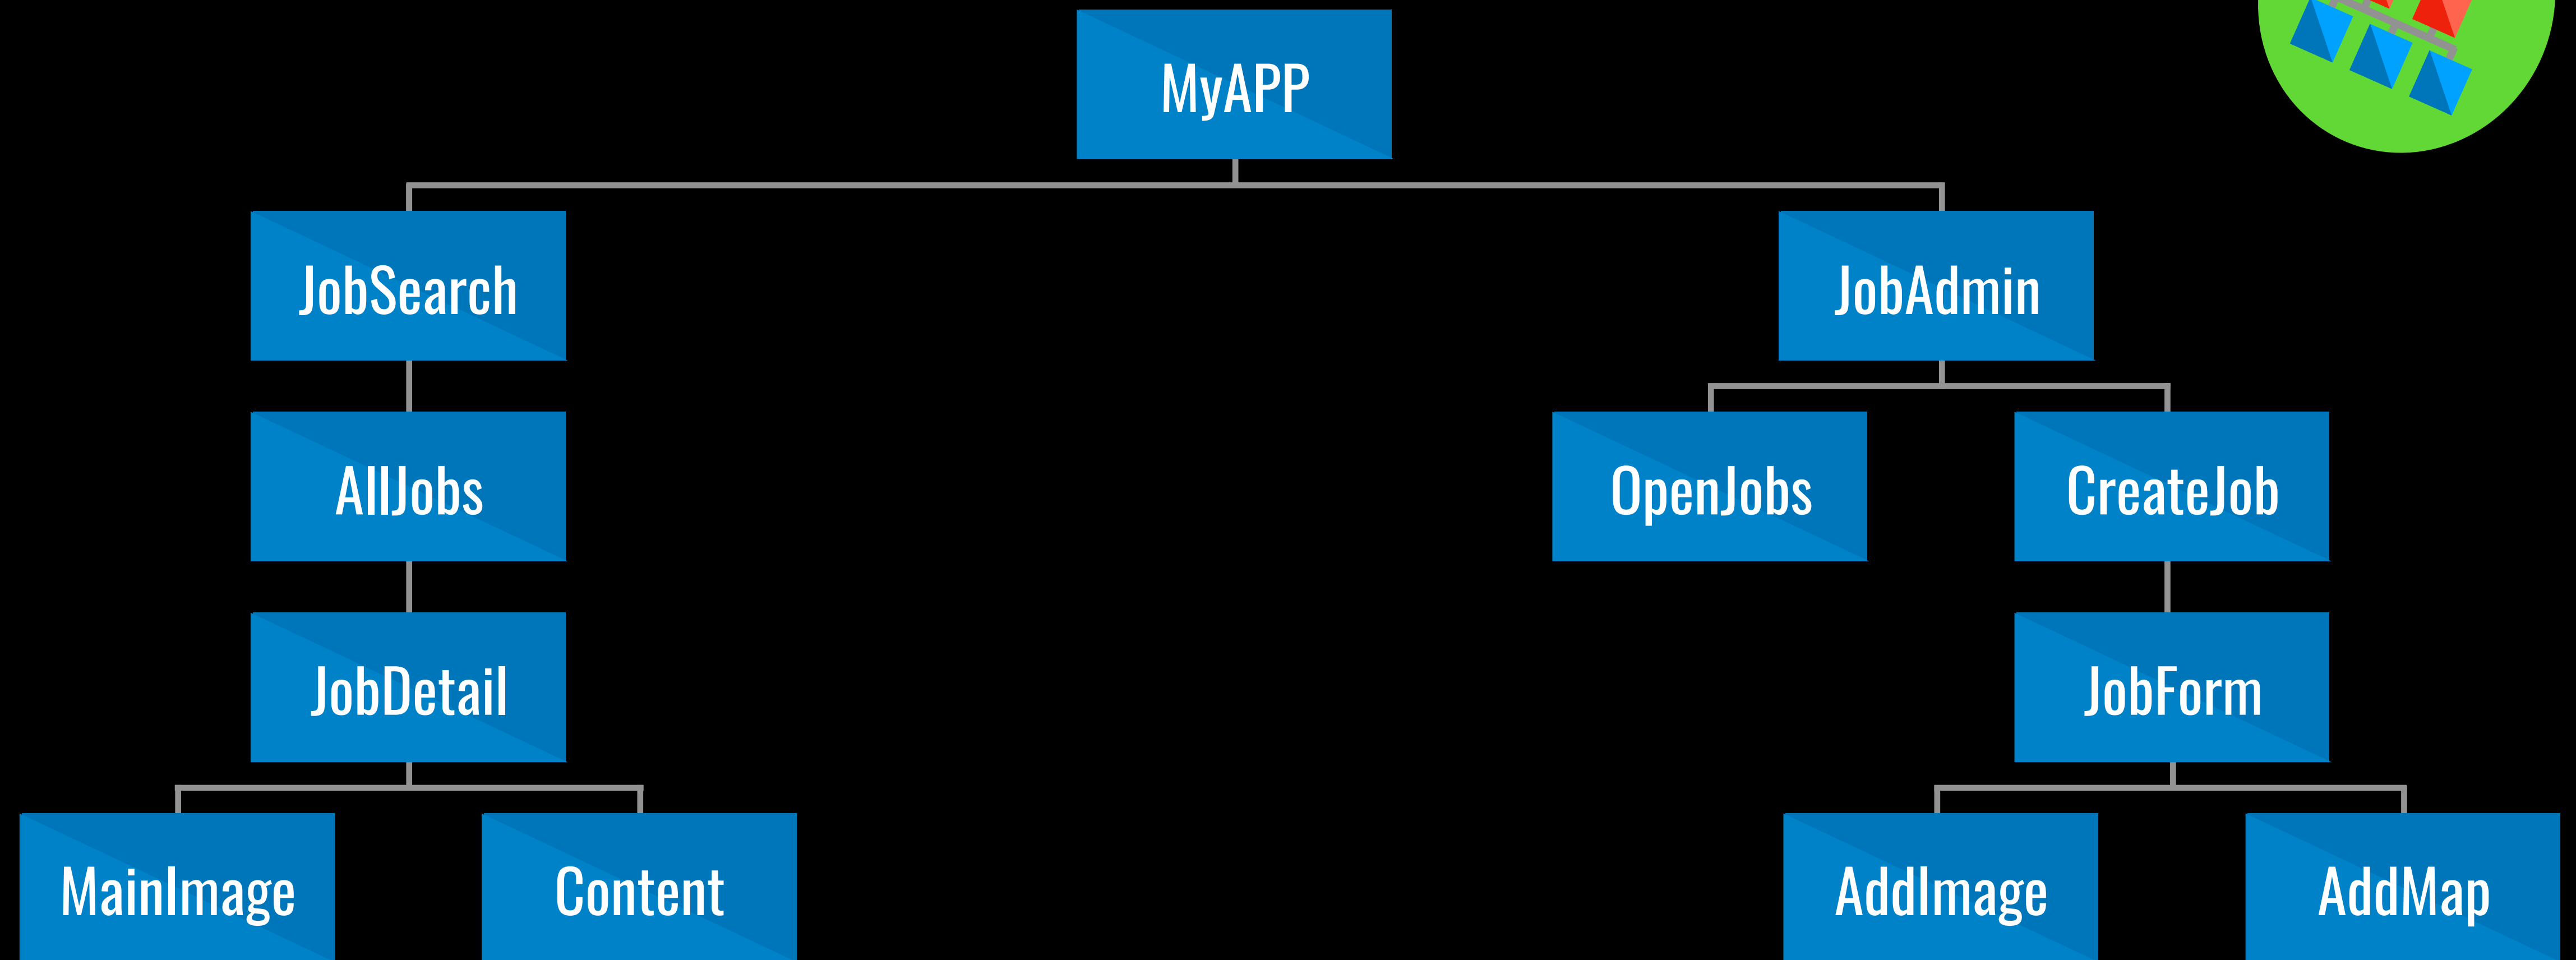 MyAPP
JobSearch
JobAdmin
AllJobs
OpenJobs
CreateJob
JobDetail
JobForm
MainImage
Content
AddImage
AddMap